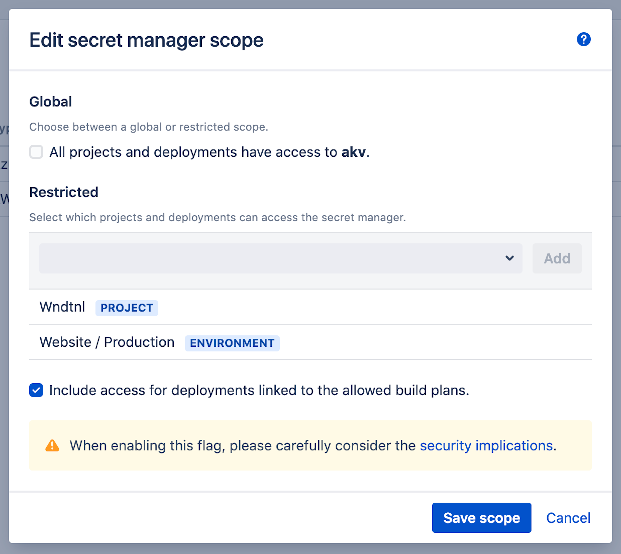 Edit secret manager scope
Global
Choose between a global or restricted scope.
All projects and deployments have access to akv.
Restricted
Select which projects and deployments can access the secret manager.
Add
Wndtnl PROJECT
Website / Production ENVIRONMENT
Include access for deployments linked to the allowed build plans.
When enabling this flag, please carefully consider the security implications.
Save scope Cancel